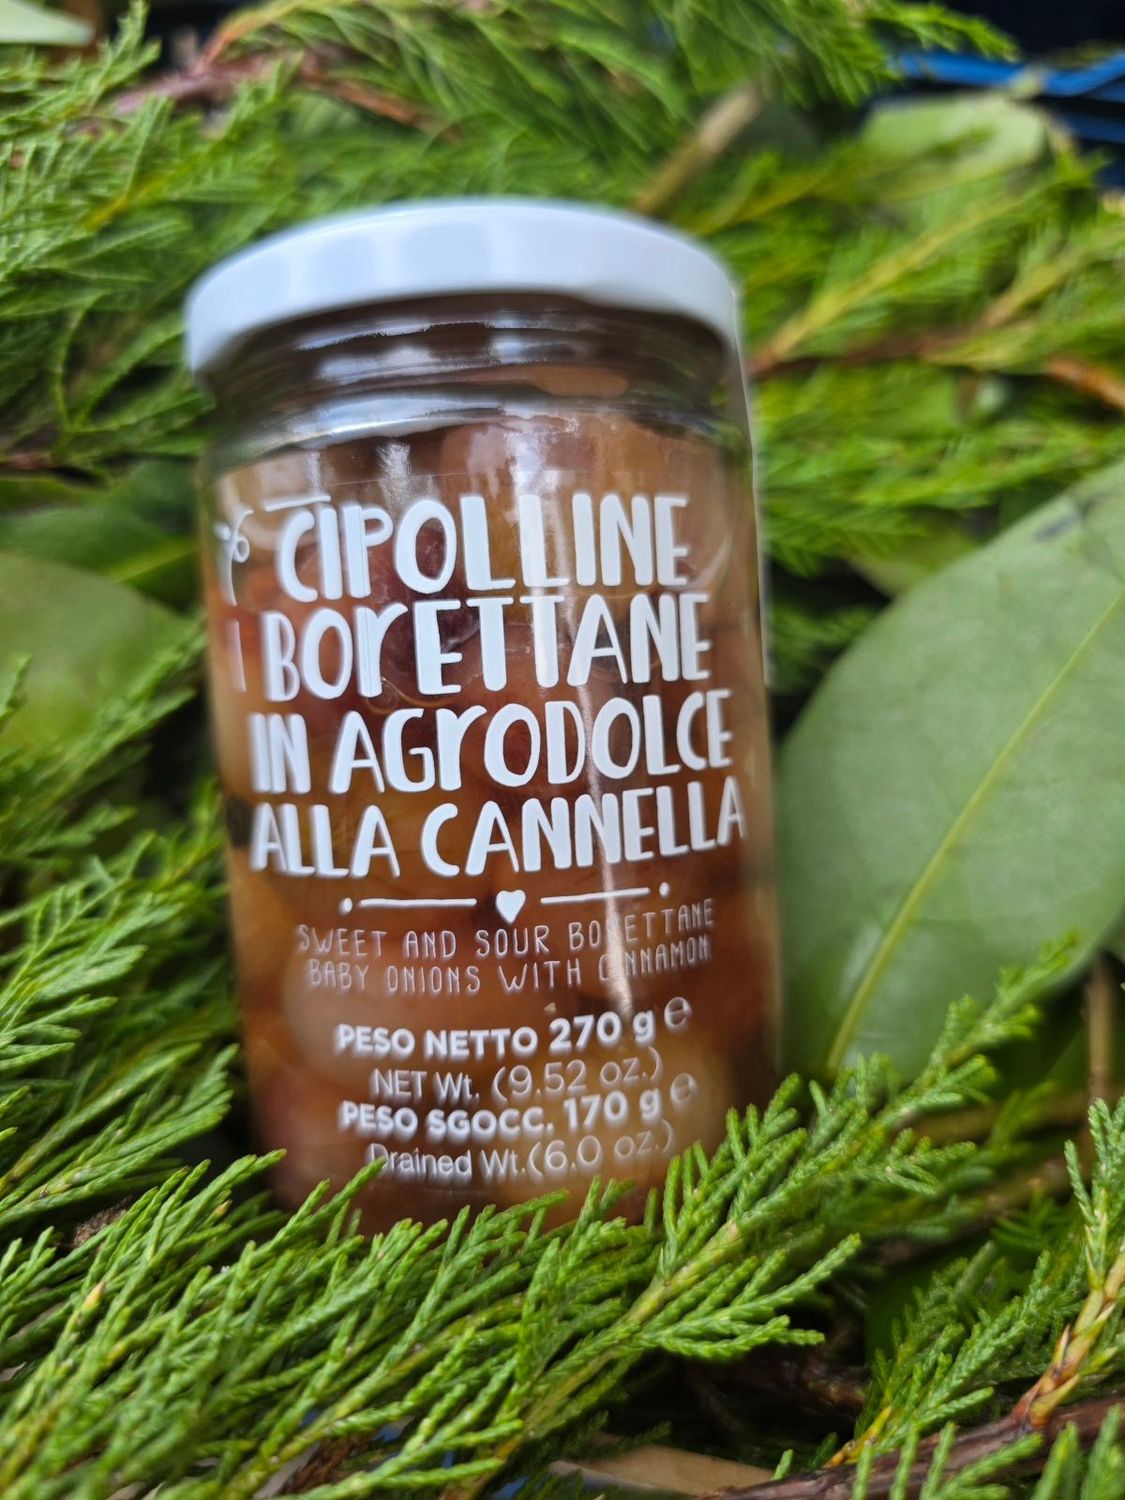 CIPOLLINE
BORETTANE
IN AGRODOLCE
ALLA CANNELLA
SWEET AND SOUR BORETTANE
BABY ONIONS WITH CINNAMON
PESO NETTO 270 g ℮
NET Wt. (9.52 oz.)
PESO SGOCC. 170 g ℮
Drained Wt.(6.0 oz.)